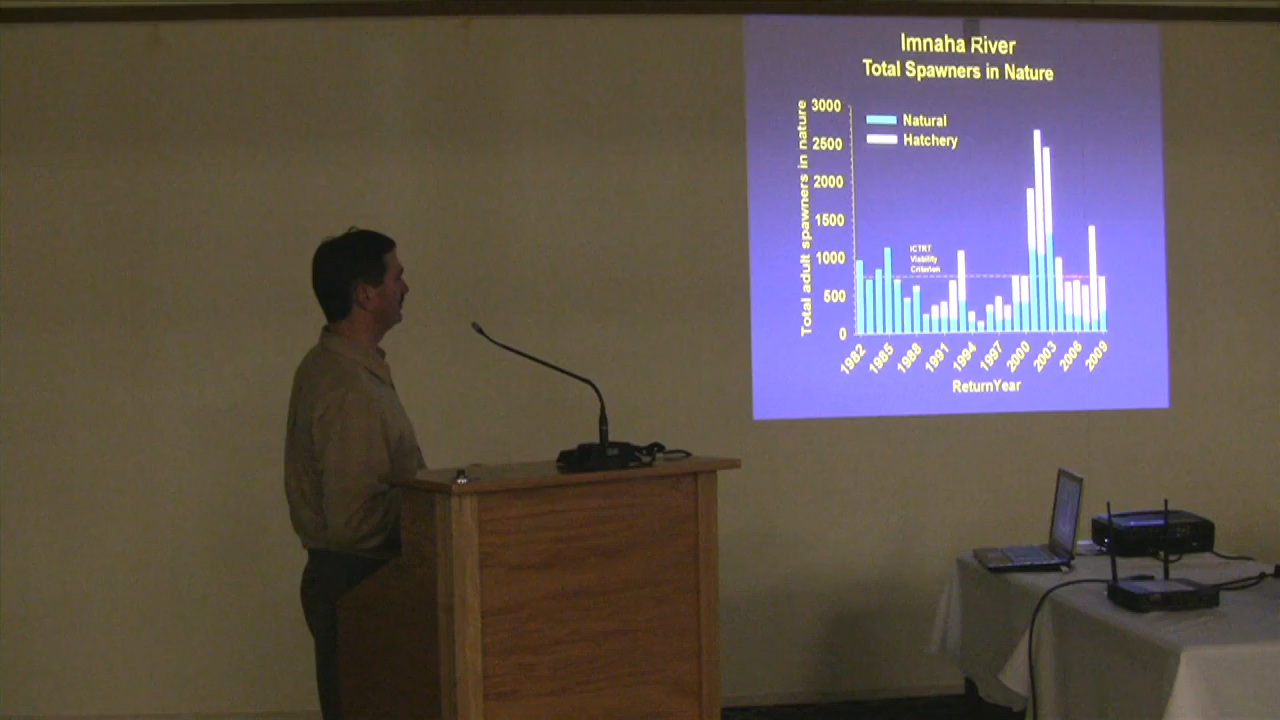 Imnaha River
Total Spawners in Nature
Total adult spawners in nature
3000
2500
2000
1500
1000
500
0
Natural
Hatchery
ICTRT
Viability
Criterion
1982
1985
1988
1991
1994
1997
2000
2003
2006
2009
ReturnYear